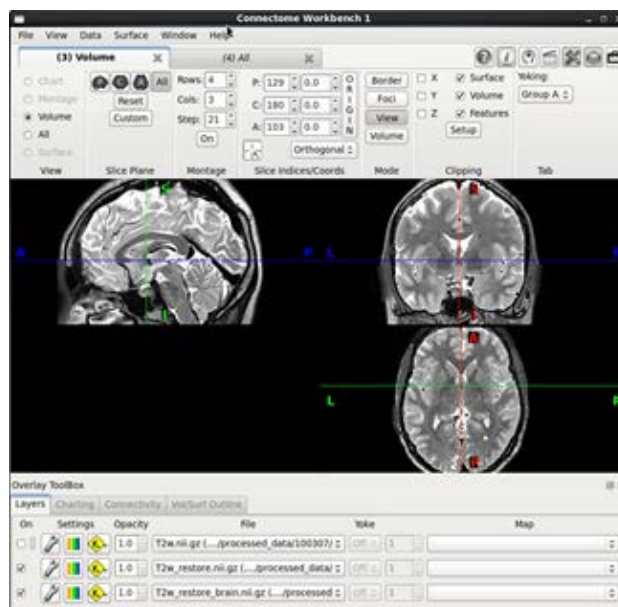 Connectome Workbench 1
File View Data Surface Window Help
(3) Volume (4) All
Chart
Montage
Volume
All
Surface
View
All
Reset
Custom
Slice Plane
Rows: 4
Cols: 3
Step: 21
On
Montage
P: 129 0.0
C: 180 0.0
A: 103 0.0
ORIGIN
Orthogonal
Slice Indices/Coords
Border
Foci
View
Volume
Mode
X Surface
Y Volume
Z Features
Setup
Clipping
Yoking:
Group A
Tab
A P L
I
A
L R
Overlay ToolBox
Layers Charting Connectivity Vol/Surf Outline
On Settings Opacity File Yoke Map
1.0 T2w.nii.gz (.../processed_data/100307/ Off 1
1.0 T2w_restore.nii.gz (.../processed_data/ Off 1
1.0 T2w_restore_brain.nii.gz (.../processed Off 1